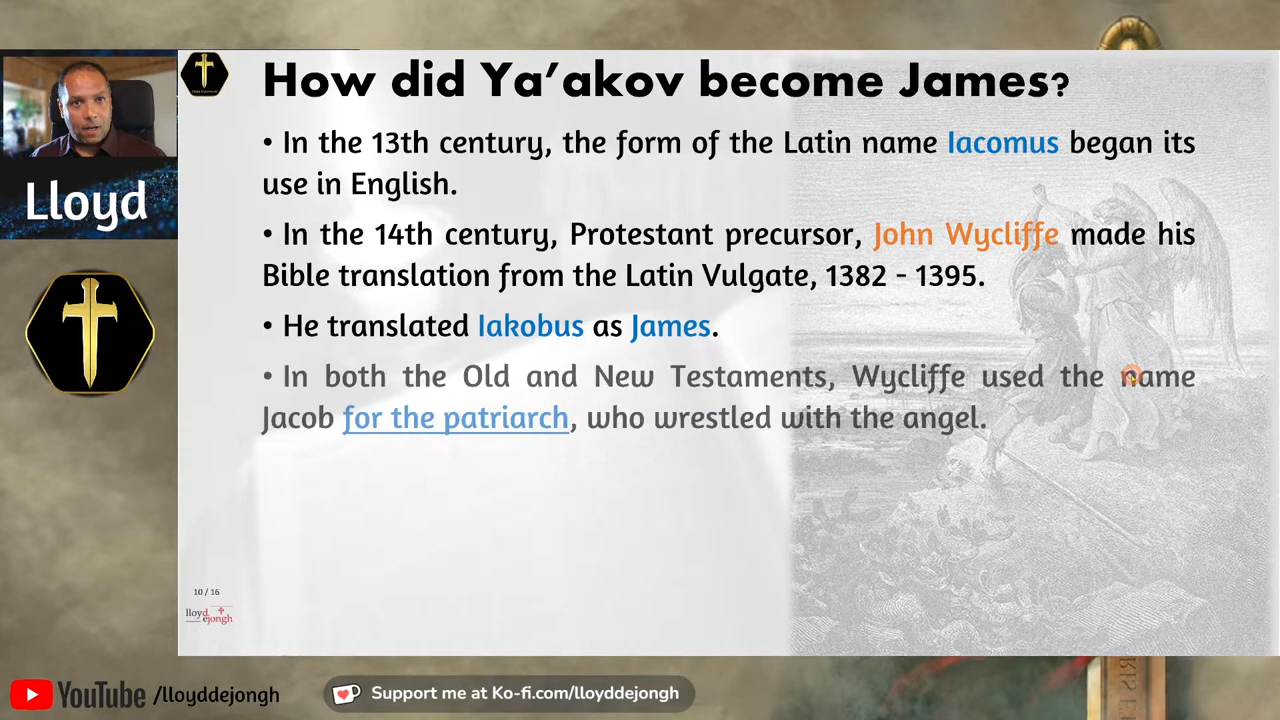 How did Ya’akov become James?
• In the 13th century, the form of the Latin name Iacomus began its
use in English.
• In the 14th century, Protestant precursor, John Wycliffe made his
Bible translation from the Latin Vulgate, 1382 - 1395.
• He translated Iakobus as James.
• In both the Old and New Testaments, Wycliffe used the name
Jacob for the patriarch, who wrestled with the angel.
Lloyd
10 / 16
lloyd
ejongh
YouTube /lloyddejongh
Support me at Ko-fi.com/lloyddejongh